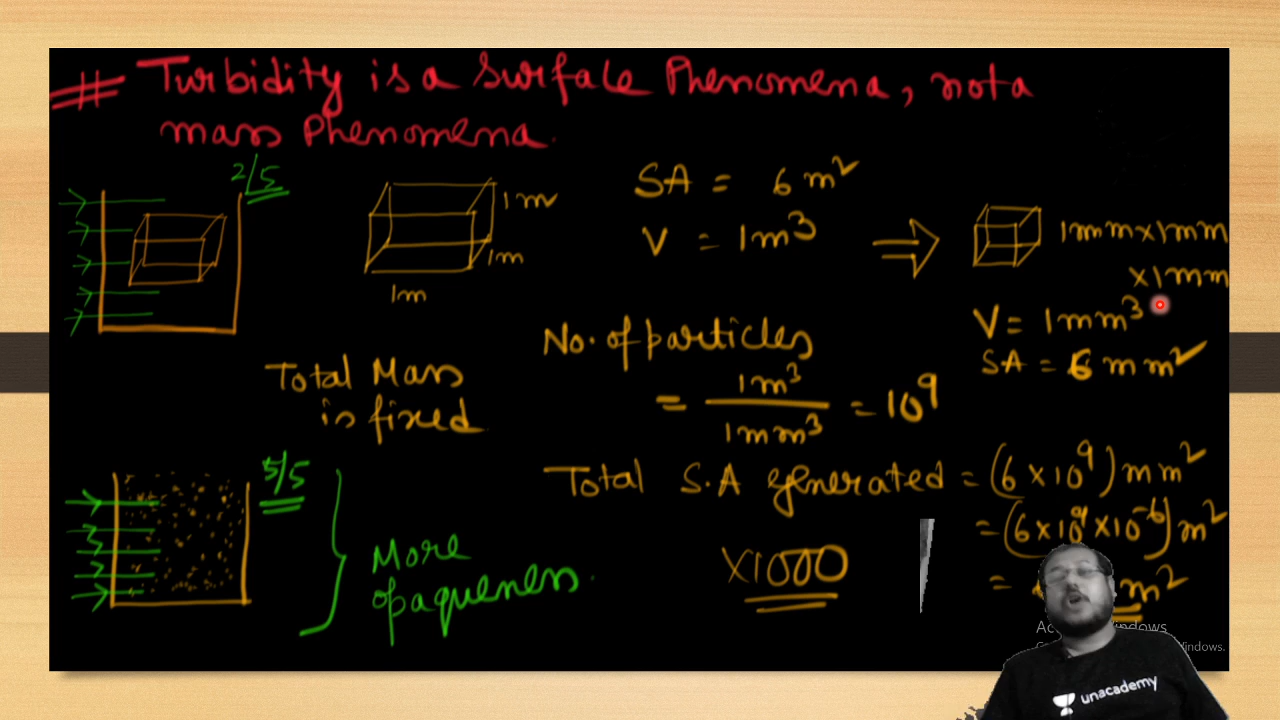 # Turbidity is a Surface Phenomena, not a
mass Phenomena.
2/5
1m
1m
1m
SA = 6 m²
V = 1m³
⇒
1mm x 1mm
x 1mm
V = 1mm³
SA = 6 mm²
Total Mass
is fixed
No. of particles
= 1m³ / 1mm³ = 10⁹
5/5
More
opaqueness.
Total S.A generated = (6 x 10⁹) mm²
= (6 x 10⁹ x 10⁻⁶) m²
= m²
X1000
unacademy